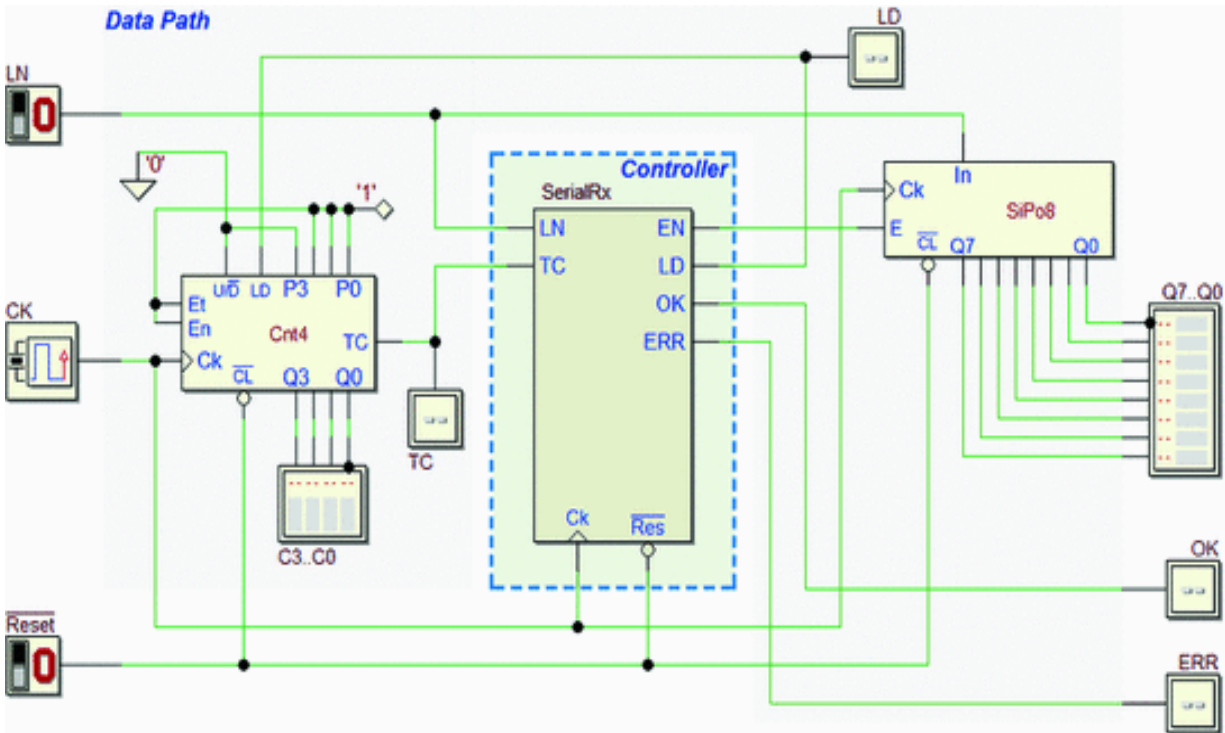 Data Path
LD
LN
0
'0'
'1'
Controller
SerialRx
In
Ck
SiPo8
E
CL
Q7
Q0
LN
EN
TC
LD
OK
ERR
U/D
LD
P3
P0
Et
En
Cnt4
TC
CK
Ck
CL
Q3
Q0
Q7..Q0
TC
C3..C0
Ck
Res
OK
Reset
0
ERR